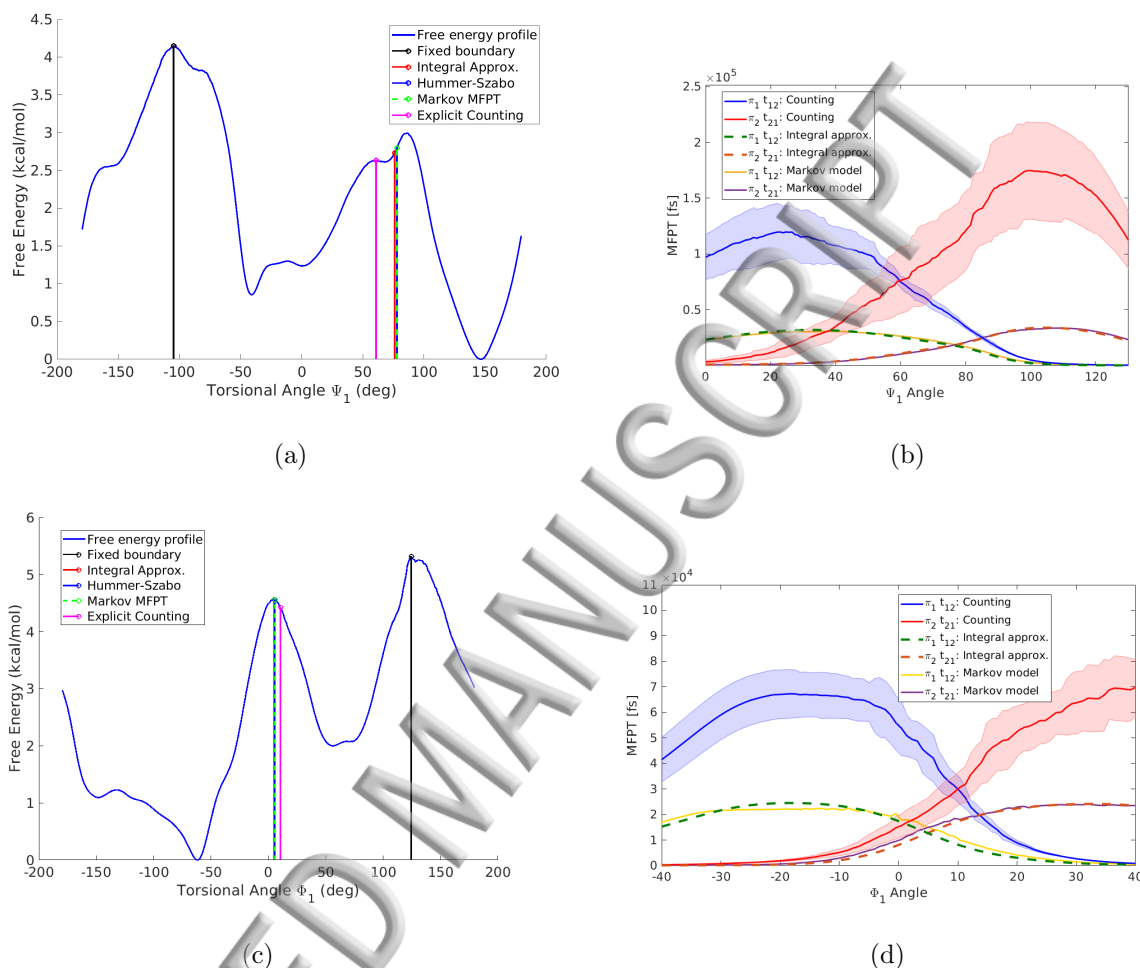 4.5
4
3.5
3
2.5
2
1.5
1
0.5
0
-200 -150 -100 -50 0 50 100 150 200
Free Energy (kcal/mol)
Torsional Angle Ψ1 (deg)
Free energy profile
Fixed boundary
Integral Approx.
Hummer-Szabo
Markov MFPT
Explicit Counting
(a)
×10^5
2.5
2
1.5
1
0.5
0 20 40 60 80 100 120
MFPT [fs]
Ψ1 Angle
π1 t12: Counting
π2 t21: Counting
π1 t12: Integral approx.
π2 t21: Integral approx.
π1 t12: Markov model
π2 t21: Markov model
(b)
6
5
4
3
2
1
0
-200 -150 -100 -50 0 50 100 150 200
Free Energy (kcal/mol)
Torsional Angle Φ1 (deg)
Free energy profile
Fixed boundary
Integral Approx.
Hummer-Szabo
Markov MFPT
Explicit Counting
(c)
11 ×10^4
10
9
8
7
6
5
4
3
2
1
0
-40 -30 -20 -10 0 10 20 30 40
MFPT [fs]
Φ1 Angle
π1 t12: Counting
π2 t21: Counting
π1 t12: Integral approx.
π2 t21: Integral approx.
π1 t12: Markov model
π2 t21: Markov model
(d)
ED MANUSCRIPT